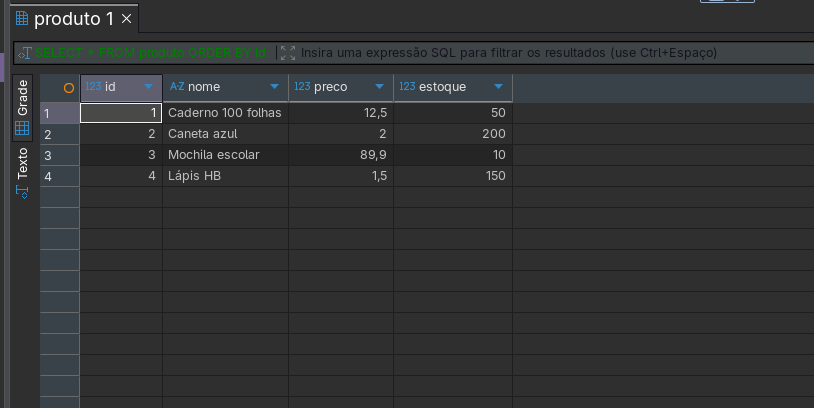 produto 1
SELECT * FROM produto ORDER BY id
Insira uma expressão SQL para filtrar os resultados (use Ctrl+Espaço)
Grade
Texto
123 id A-Z nome 123 preco 123 estoque
1 1 Caderno 100 folhas 12,5 50
2 2 Caneta azul 2 200
3 3 Mochila escolar 89,9 10
4 4 Lápis HB 1,5 150